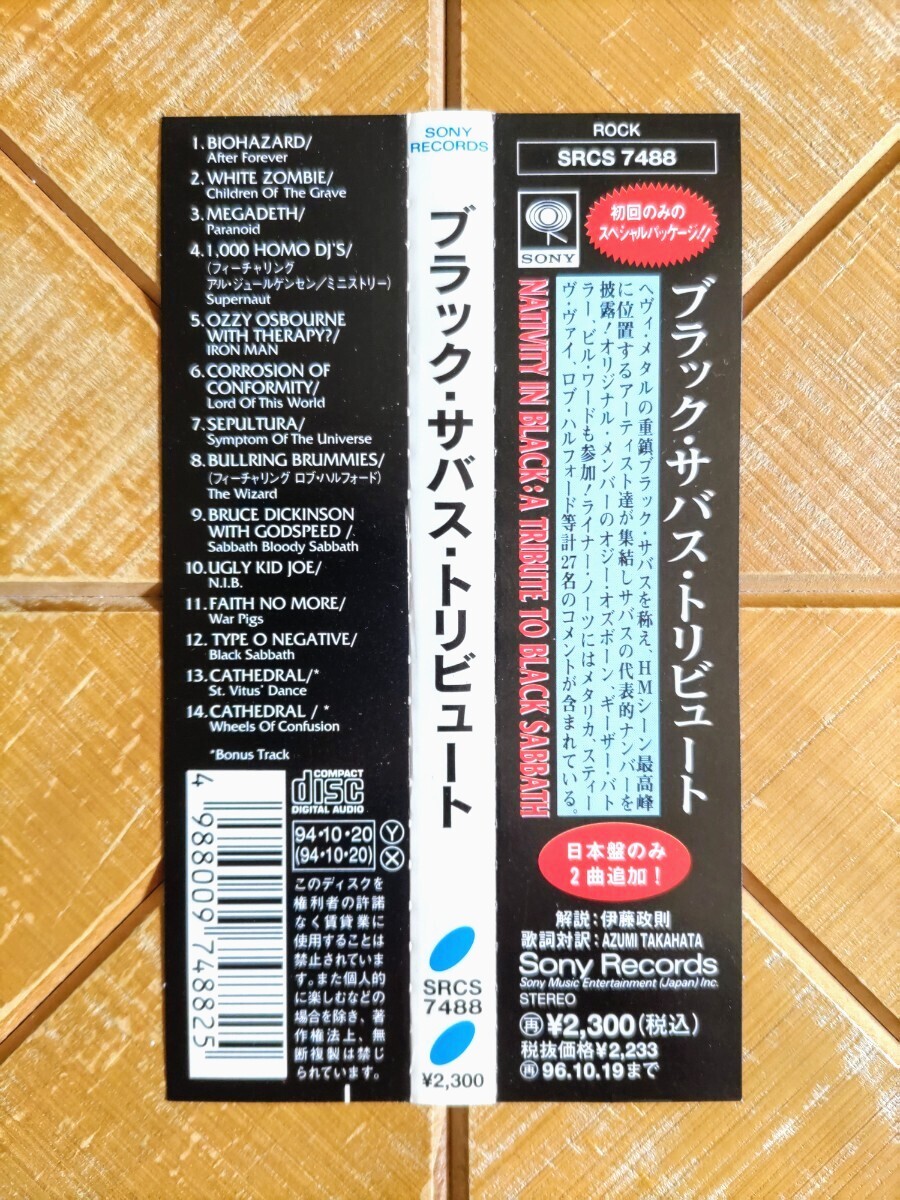 1. BIOHAZARD/
After Forever
2. WHITE ZOMBIE/
Children Of The Grave
3. MEGADETH/
Paranoid
4. 1,000 HOMO DJ'S/
(フィーチャリング
アル・ジュールゲンセン/ミニストリー)
Supernaut
5. OZZY OSBOURNE
WITH THERAPY?/
IRON MAN
6. CORROSION OF
CONFORMITY/
Lord Of This World
7. SEPULTURA/
Symptom Of The Universe
8. BULLRING BRUMMIES/
(フィーチャリング ロブ・ハルフォード)
The Wizard
9. BRUCE DICKINSON
WITH GODSPEED /
Sabbath Bloody Sabbath
10. UGLY KID JOE/
N.I.B.
11. FAITH NO MORE/
War Pigs
12. TYPE O NEGATIVE/
Black Sabbath
13. CATHEDRAL/*
St. Vitus' Dance
14. CATHEDRAL / *
Wheels Of Confusion
*Bonus Track
4 988009 748825
COMPACT
disc
DIGITAL AUDIO
94・10・20
(94・10・20)
Y
X
このディスクを
権利者の許諾
なく賃貸業に
使用することは
禁止されていま
す。また個人的
に楽しむなどの
場合を除き、著
作権法上、無
断複製は禁じ
られています。
SONY
RECORDS
ブラック・サバス・トリビュート
SRCS
7488
¥2,300
ROCK
SRCS 7488
SONY
初回のみの
スペシャルパッケージ!!
ブラック・サバス・トリビュート
ヘヴィ・メタルの重鎮ブラック・サバスを称え、HMシーン最高峰
に位置するアーティスト達が集結しサバスの代表的ナンバーを
披露!オリジナル・メンバーのオジー・オズボーン、ギーザー・バト
ラー、ビル・ワードも参加!ライナー・ノーツにはメタリカ、スティー
ヴ・ヴァイ、ロブ・ハルフォード等計27名のコメントが含まれている。
NATIVITY IN BLACK: A TRIBUTE TO BLACK SABBATH
日本盤のみ
2曲追加!
解説:伊藤政則
歌詞対訳:AZUMI TAKAHATA
Sony Records
Sony Music Entertainment (Japan) Inc.
STEREO
再 ¥2,300(税込)
税抜価格¥2,233
再 96.10.19まで